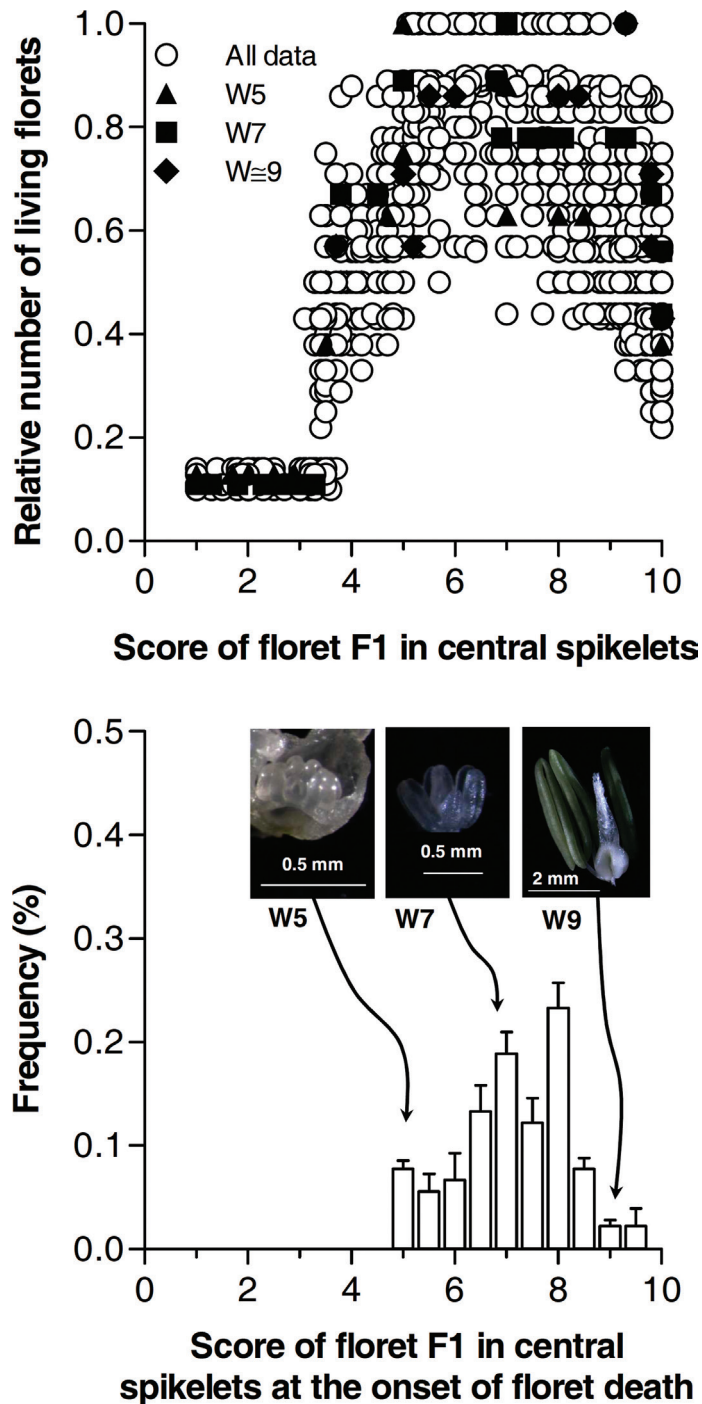 Relative number of living florets
1.0
0.8
0.6
0.4
0.2
0.0
All data
W5
W7
W≅9
0 2 4 6 8 10
Score of floret F1 in central spikelets
Frequency (%)
0.5
0.4
0.3
0.2
0.1
0.0
0.5 mm
W5
0.5 mm
W7
2 mm
W9
0 2 4 6 8 10
Score of floret F1 in central
spikelets at the onset of floret death